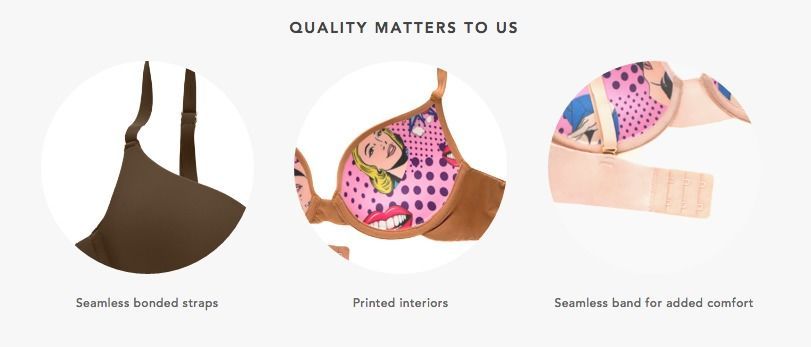 QUALITY MATTERS TO US
Seamless bonded straps
Printed interiors
Seamless band for added comfort